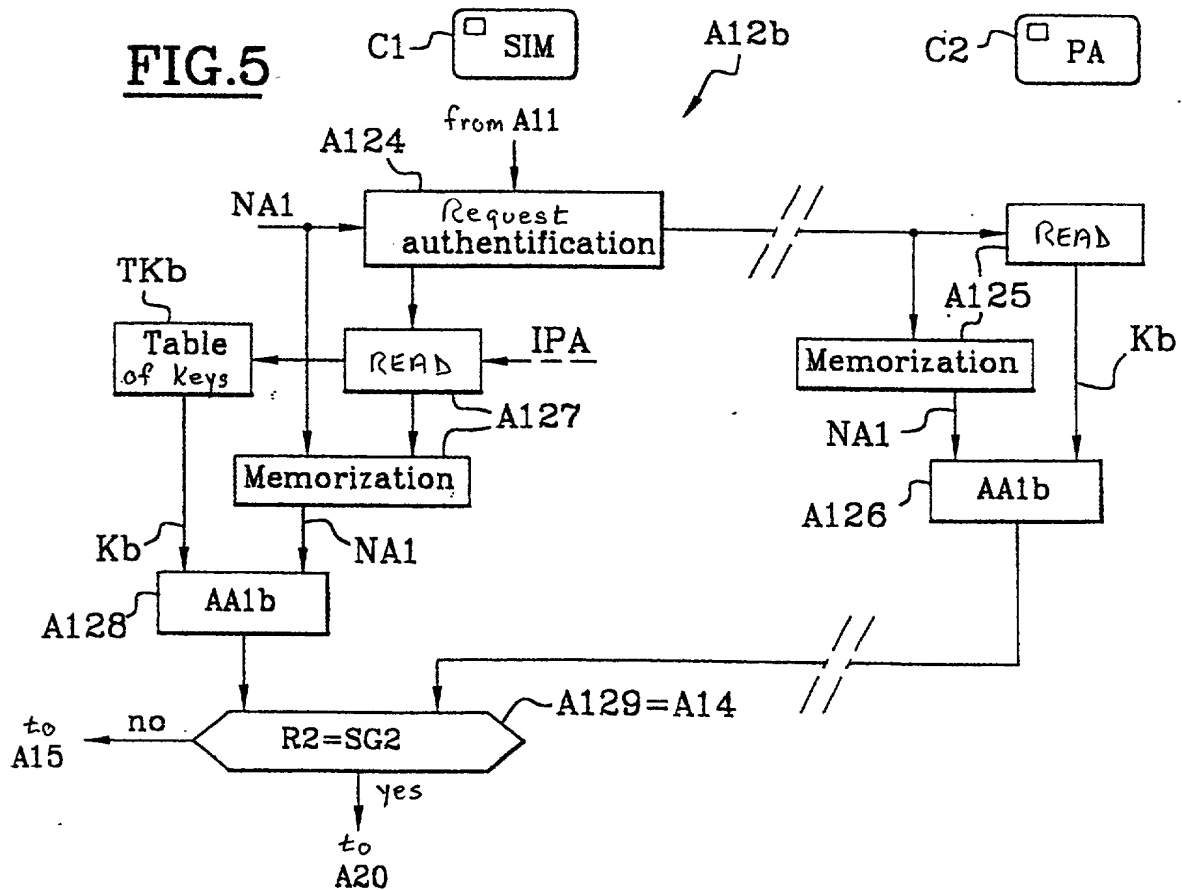 FIG.5
C1
SIM
A12b
C2
PA
from A11
A124
NA1
Request
authentification
READ
TKb
A125
Table
of keys
READ
IPA
Memorization
Kb
A127
NA1
Memorization
AA1b
A126
Kb
NA1
AA1b
A128
A129=A14
to
A15
no
R2=SG2
yes
to
A20